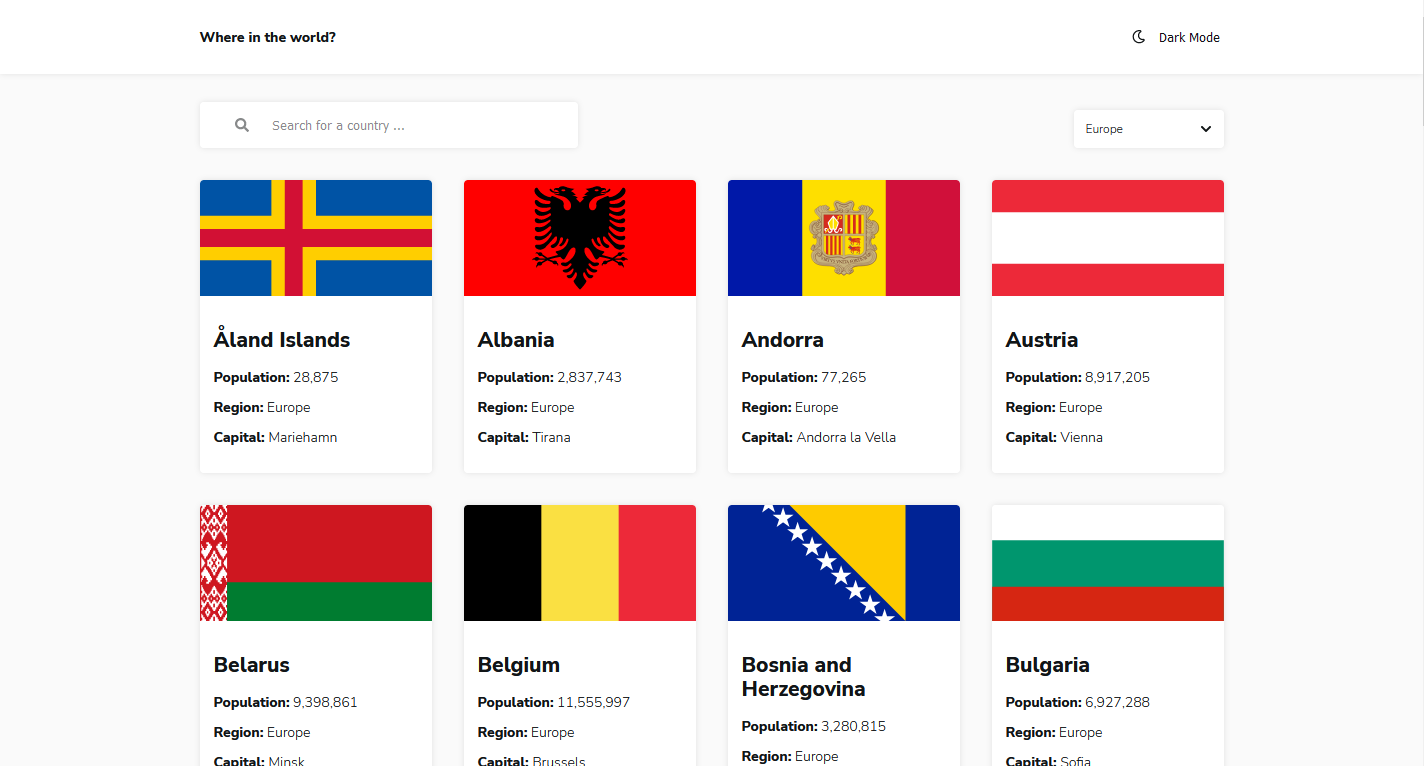 Where in the world?
Dark Mode
Search for a country ...
Europe
Åland Islands
Population: 28,875
Region: Europe
Capital: Mariehamn
Albania
Population: 2,837,743
Region: Europe
Capital: Tirana
Andorra
Population: 77,265
Region: Europe
Capital: Andorra la Vella
Austria
Population: 8,917,205
Region: Europe
Capital: Vienna
Belarus
Population: 9,398,861
Region: Europe
Capital: Minsk
Belgium
Population: 11,555,997
Region: Europe
Capital: Brussels
Bosnia and
Herzegovina
Population: 3,280,815
Region: Europe
Bulgaria
Population: 6,927,288
Region: Europe
Capital: Sofia